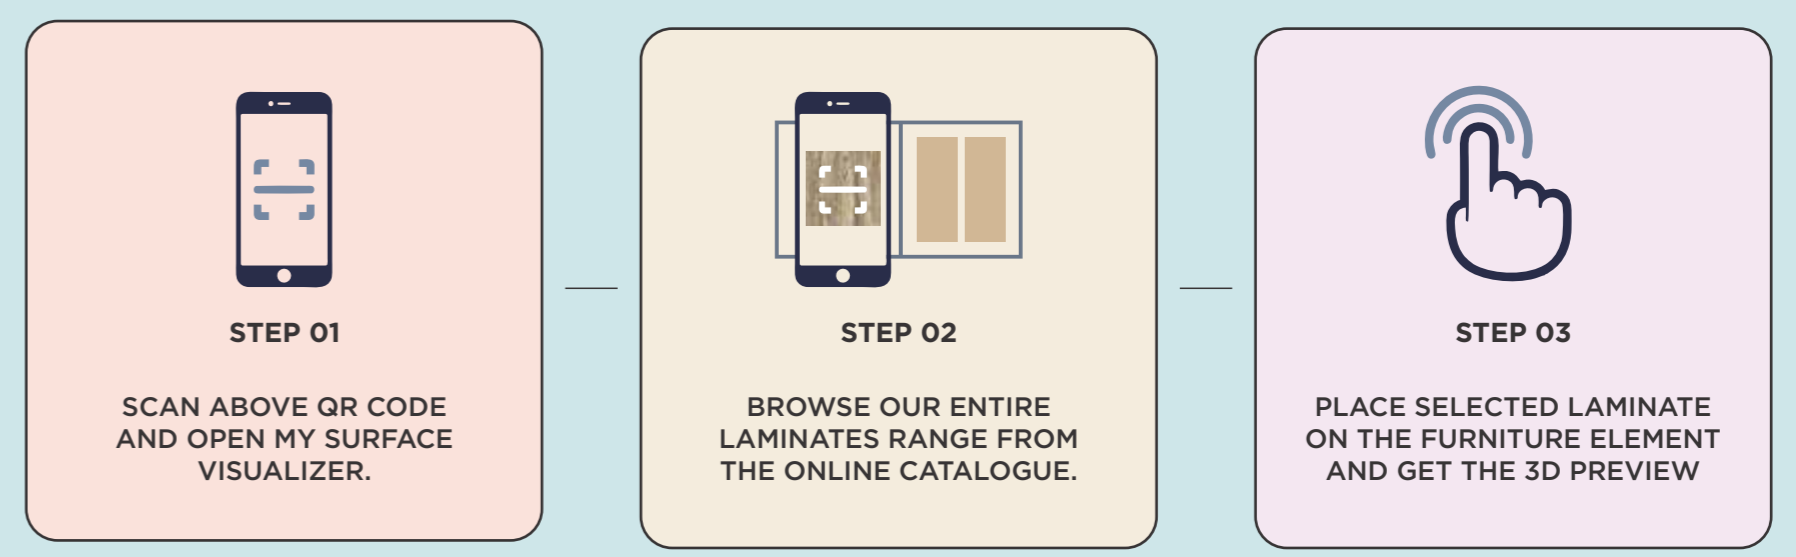 STEP 01
SCAN ABOVE QR CODE
AND OPEN MY SURFACE
VISUALIZER.
STEP 02
BROWSE OUR ENTIRE
LAMINATES RANGE FROM
THE ONLINE CATALOGUE.
STEP 03
PLACE SELECTED LAMINATE
ON THE FURNITURE ELEMENT
AND GET THE 3D PREVIEW